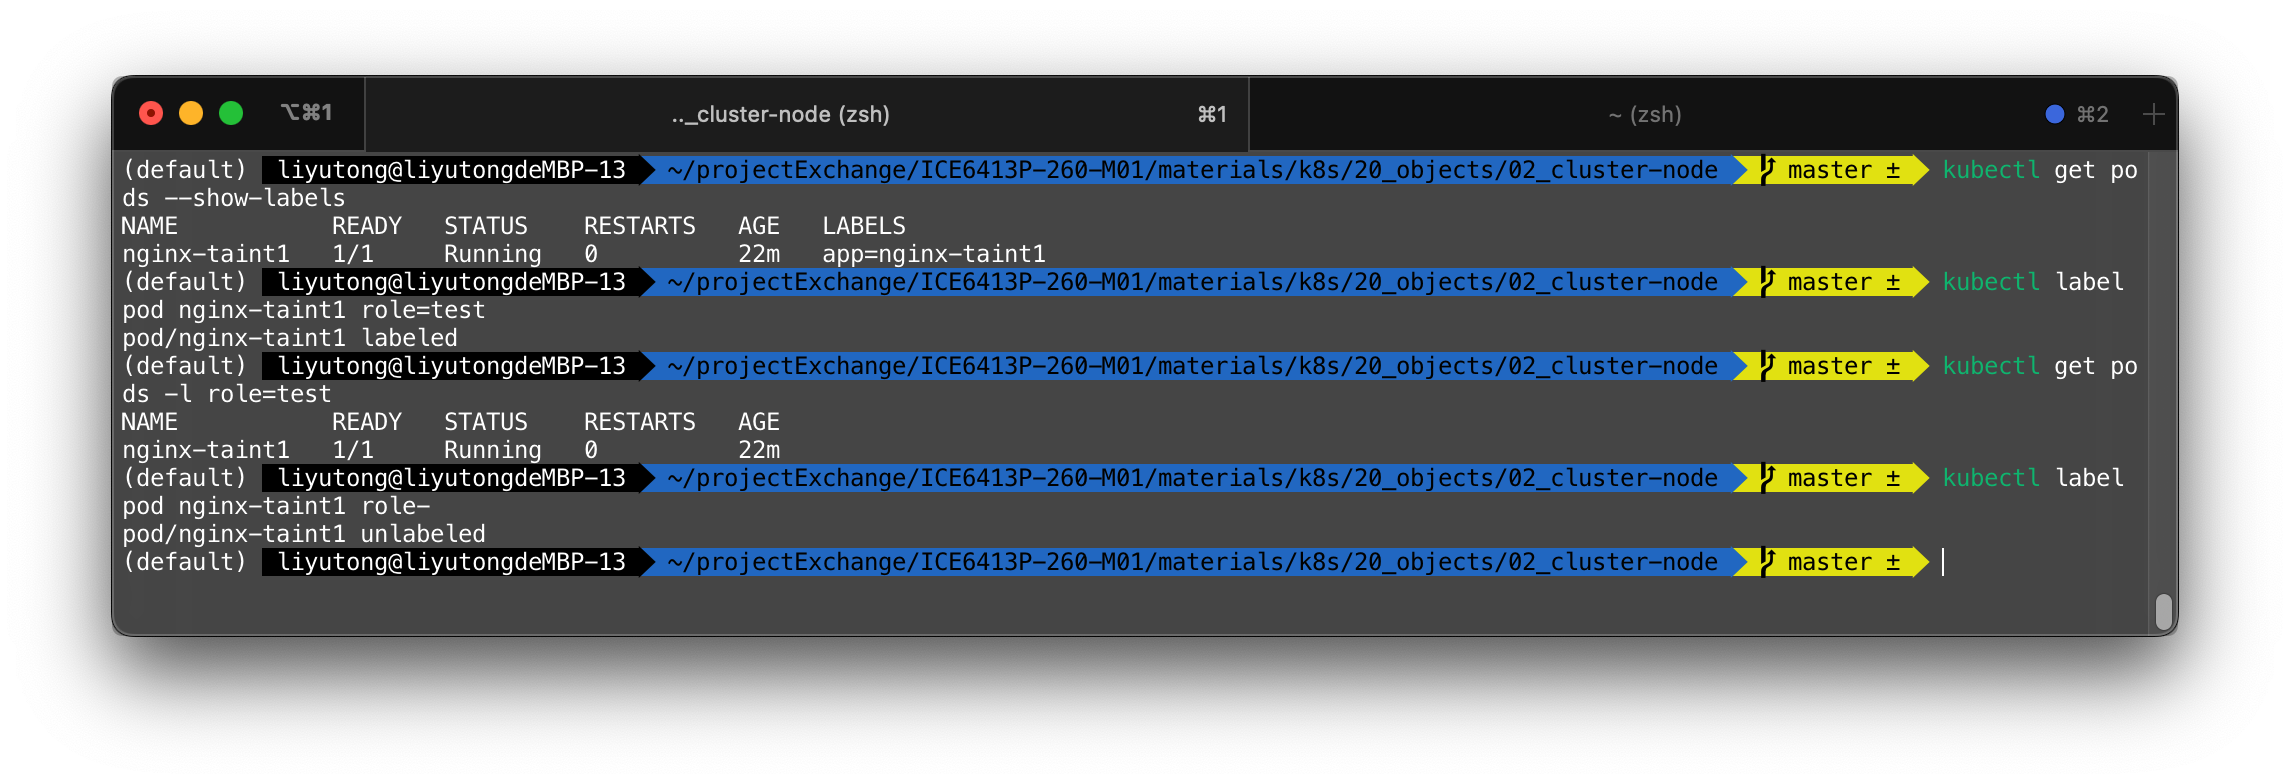 ⌥⌘1 .._cluster-node (zsh) ⌘1 ~ (zsh) ⌘2 +
(default) liyutong@liyutongdeMBP-13 ~/projectExchange/ICE6413P-260-M01/materials/k8s/20_objects/02_cluster-node master ± kubectl get po
ds --show-labels
NAME READY STATUS RESTARTS AGE LABELS
nginx-taint1 1/1 Running 0 22m app=nginx-taint1
(default) liyutong@liyutongdeMBP-13 ~/projectExchange/ICE6413P-260-M01/materials/k8s/20_objects/02_cluster-node master ± kubectl label
pod nginx-taint1 role=test
pod/nginx-taint1 labeled
(default) liyutong@liyutongdeMBP-13 ~/projectExchange/ICE6413P-260-M01/materials/k8s/20_objects/02_cluster-node master ± kubectl get po
ds -l role=test
NAME READY STATUS RESTARTS AGE
nginx-taint1 1/1 Running 0 22m
(default) liyutong@liyutongdeMBP-13 ~/projectExchange/ICE6413P-260-M01/materials/k8s/20_objects/02_cluster-node master ± kubectl label
pod nginx-taint1 role-
pod/nginx-taint1 unlabeled
(default) liyutong@liyutongdeMBP-13 ~/projectExchange/ICE6413P-260-M01/materials/k8s/20_objects/02_cluster-node master ±